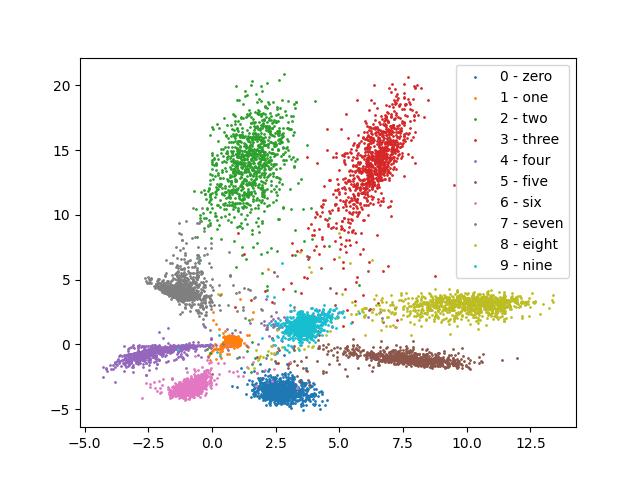 0 - zero
1 - one
2 - two
3 - three
4 - four
5 - five
6 - six
7 - seven
8 - eight
9 - nine
20
15
10
5
0
−5
−5.0 −2.5 0.0 2.5 5.0 7.5 10.0 12.5